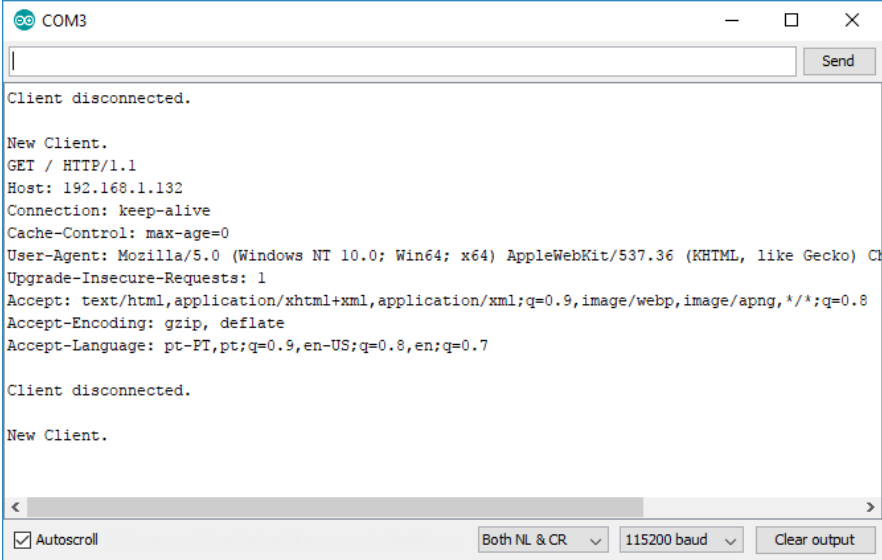 COM3
Send
Client disconnected.
New Client.
GET / HTTP/1.1
Host: 192.168.1.132
Connection: keep-alive
Cache-Control: max-age=0
User-Agent: Mozilla/5.0 (Windows NT 10.0; Win64; x64) AppleWebKit/537.36 (KHTML, like Gecko)
Upgrade-Insecure-Requests: 1
Accept: text/html,application/xhtml+xml,application/xml;q=0.9,image/webp,image/apng,*/*;q=0.8
Accept-Encoding: gzip, deflate
Accept-Language: pt-PT,pt;q=0.9,en-US;q=0.8,en;q=0.7
Client disconnected.
New Client.
Autoscroll Both NL & CR 115200 baud Clear output